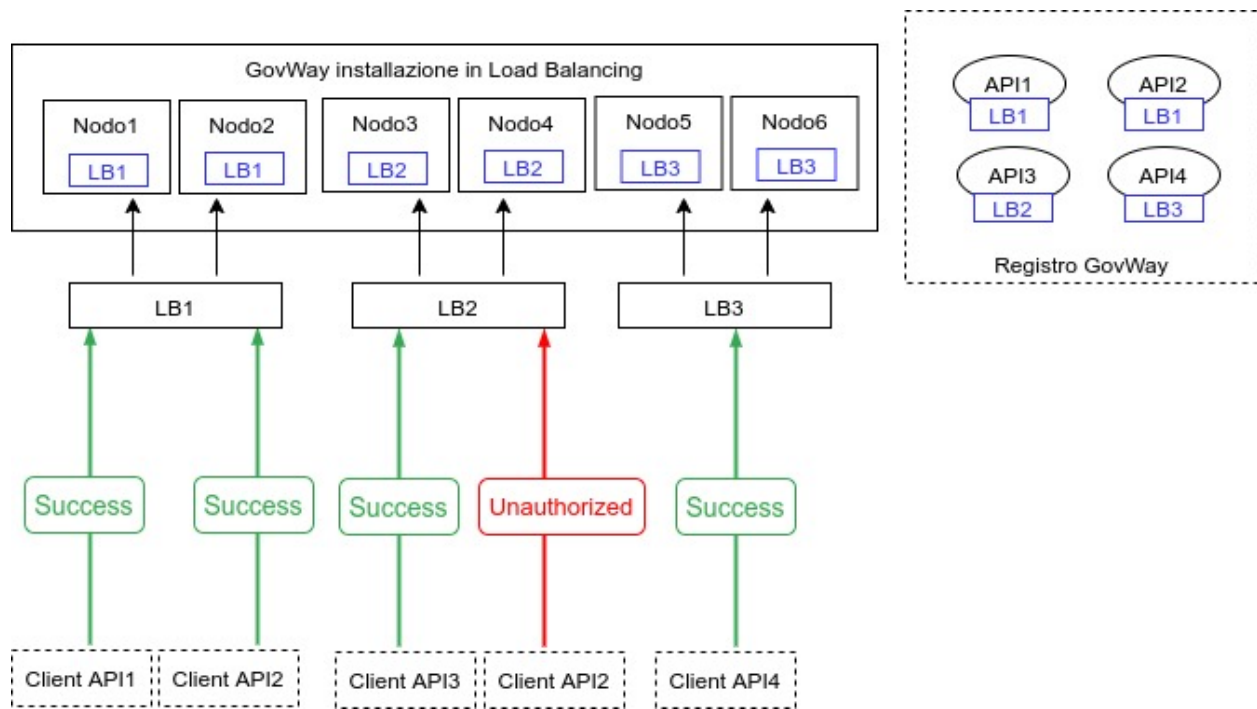 GovWay installazione in Load Balancing
Nodo1
Nodo2
Nodo3
Nodo4
Nodo5
Nodo6
LB1
LB1
LB2
LB2
LB3
LB3
API1
LB1
API2
LB1
API3
LB2
API4
LB3
Registro GovWay
LB1
LB2
LB3
Success
Success
Success
Unauthorized
Success
Client API1
Client API2
Client API3
Client API2
Client API4